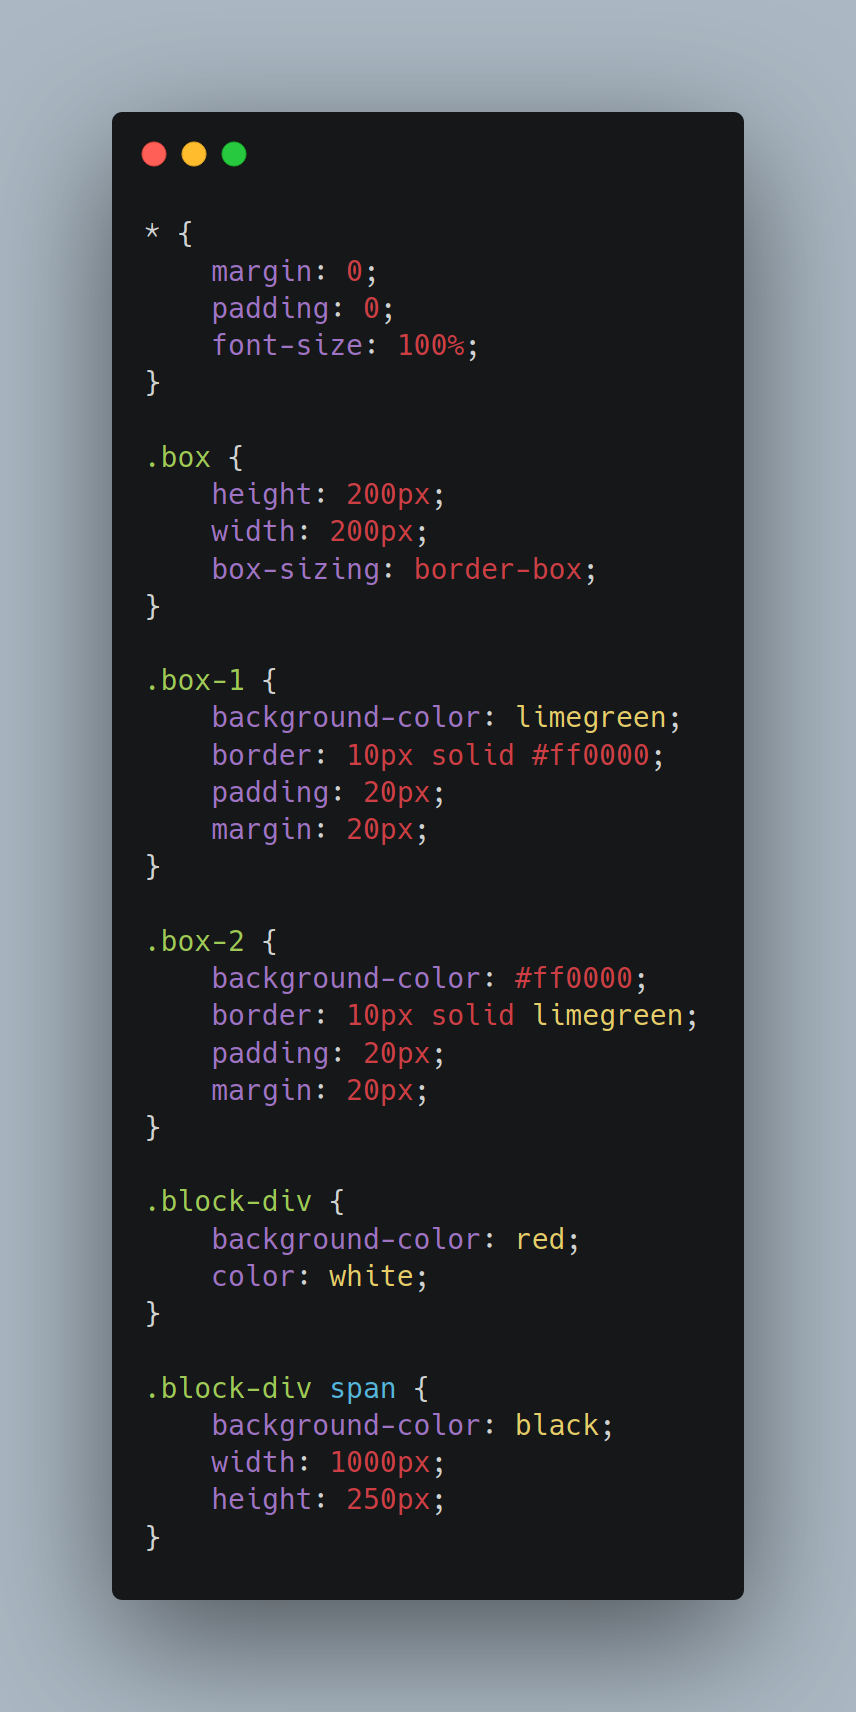 * {
    margin: 0;
    padding: 0;
    font-size: 100%;
}

.box {
    height: 200px;
    width: 200px;
    box-sizing: border-box;
}

.box-1 {
    background-color: limegreen;
    border: 10px solid #ff0000;
    padding: 20px;
    margin: 20px;
}

.box-2 {
    background-color: #ff0000;
    border: 10px solid limegreen;
    padding: 20px;
    margin: 20px;
}

.block-div {
    background-color: red;
    color: white;
}

.block-div span {
    background-color: black;
    width: 1000px;
    height: 250px;
}